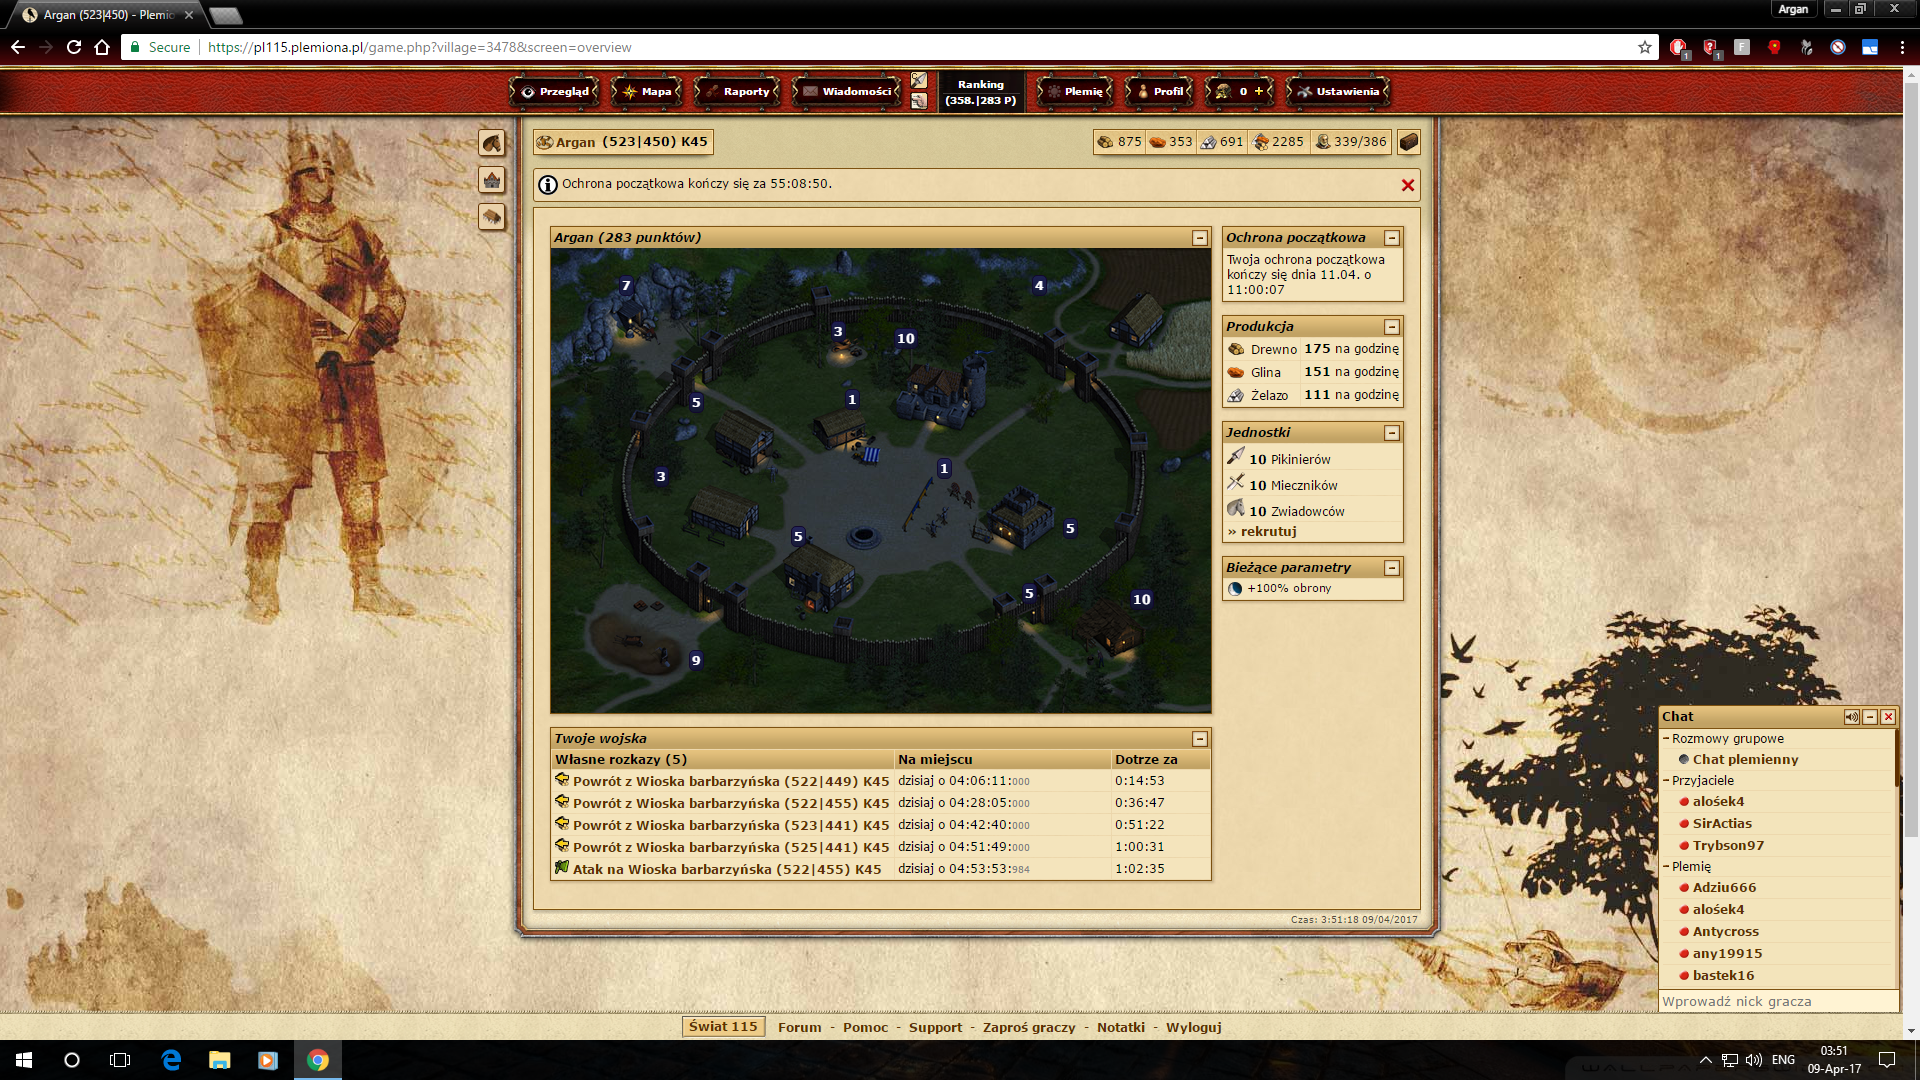 Argan (523|450) - Plemio
Argan
Secure
https://pl115.plemiona.pl/game.php?village=3478&screen=overview
F
1
1
Przegląd
Mapa
Raporty
Wiadomości
Ranking
(358.|283 P)
Plemię
Profil
0 +
Ustawienia
Argan (523|450) K45
875
353
691
2285
339/386
Ochrona początkowa kończy się za 55:08:50.
Argan (283 punktów)
7
4
3
10
5
1
3
1
5
5
5
10
9
Ochrona początkowa
Twoja ochrona początkowa
kończy się dnia 11.04. o
11:00:07
Produkcja
Drewno 175 na godzinę
Glina 151 na godzinę
Żelazo 111 na godzinę
Jednostki
10 Pikinierów
10 Mieczników
10 Zwiadowców
» rekrutuj
Bieżące parametry
+100% obrony
Twoje wojska
Własne rozkazy (5) Na miejscu Dotrze za
Powrót z Wioska barbarzyńska (522|449) K45 dzisiaj o 04:06:11:000 0:14:53
Powrót z Wioska barbarzyńska (522|455) K45 dzisiaj o 04:28:05:000 0:36:47
Powrót z Wioska barbarzyńska (523|441) K45 dzisiaj o 04:42:40:000 0:51:22
Powrót z Wioska barbarzyńska (525|441) K45 dzisiaj o 04:51:49:000 1:00:31
Atak na Wioska barbarzyńska (522|455) K45 dzisiaj o 04:53:53:984 1:02:35
Czas: 3:51:18 09/04/2017
Chat
Rozmowy grupowe
Chat plemienny
Przyjaciele
alośek4
SirActias
Trybson97
Plemię
Adziu666
alośek4
Antycross
any19915
bastek16
Wprowadź nick gracza
Świat 115 Forum - Pomoc - Support - Zaproś graczy - Notatki - Wyloguj
ENG
03:51
09-Apr-17